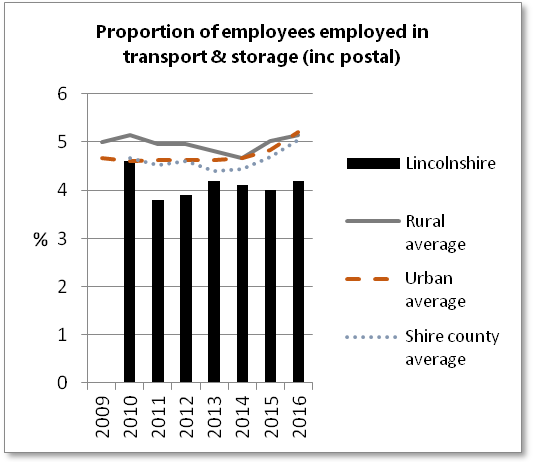 Proportion of employees employed in
transport & storage (inc postal)
6
5
4
% 3
2
1
0
2009 2010 2011 2012 2013 2014 2015 2016
Lincolnshire
Rural
average
Urban
average
Shire county
average